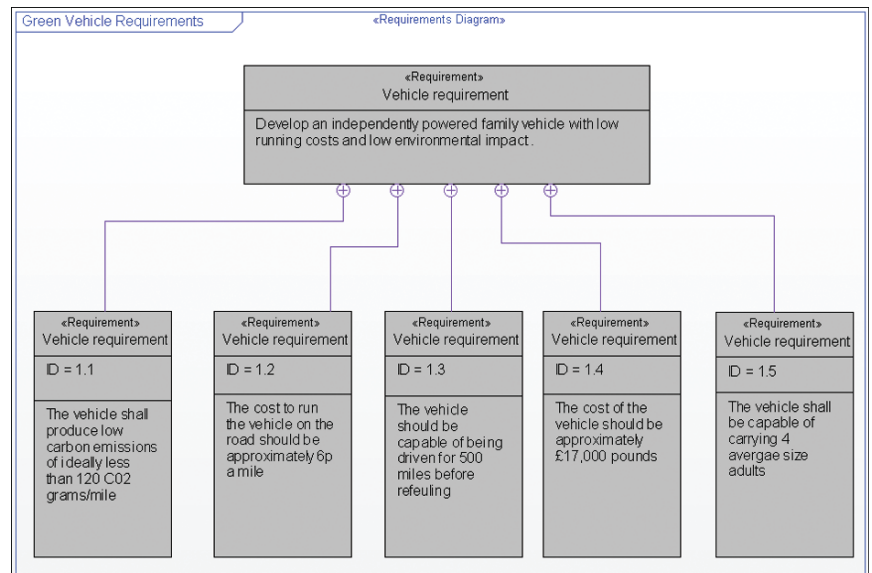 Green Vehicle Requirements
«Requirements Diagram»
«Requirement»
Vehicle requirement
Develop an independently powered family vehicle with low
running costs and low environmental impact .
«Requirement»
Vehicle requirement
ID = 1.1
The vehicle shall
produce low
carbon emissions
of ideally less
than 120 C02
grams/mile
«Requirement»
Vehicle requirement
ID = 1.2
The cost to run
the vehicle on the
road should be
approximately 6p
a mile
«Requirement»
Vehicle requirement
ID = 1.3
The vehicle
should be
capable of being
driven for 500
miles before
refeuling
«Requirement»
Vehicle requirement
ID = 1.4
The cost of the
vehicle should be
approximately
£17,000 pounds
«Requirement»
Vehicle requirement
ID = 1.5
The vehicle shall
be capable of
carrying 4
avergae size
adults